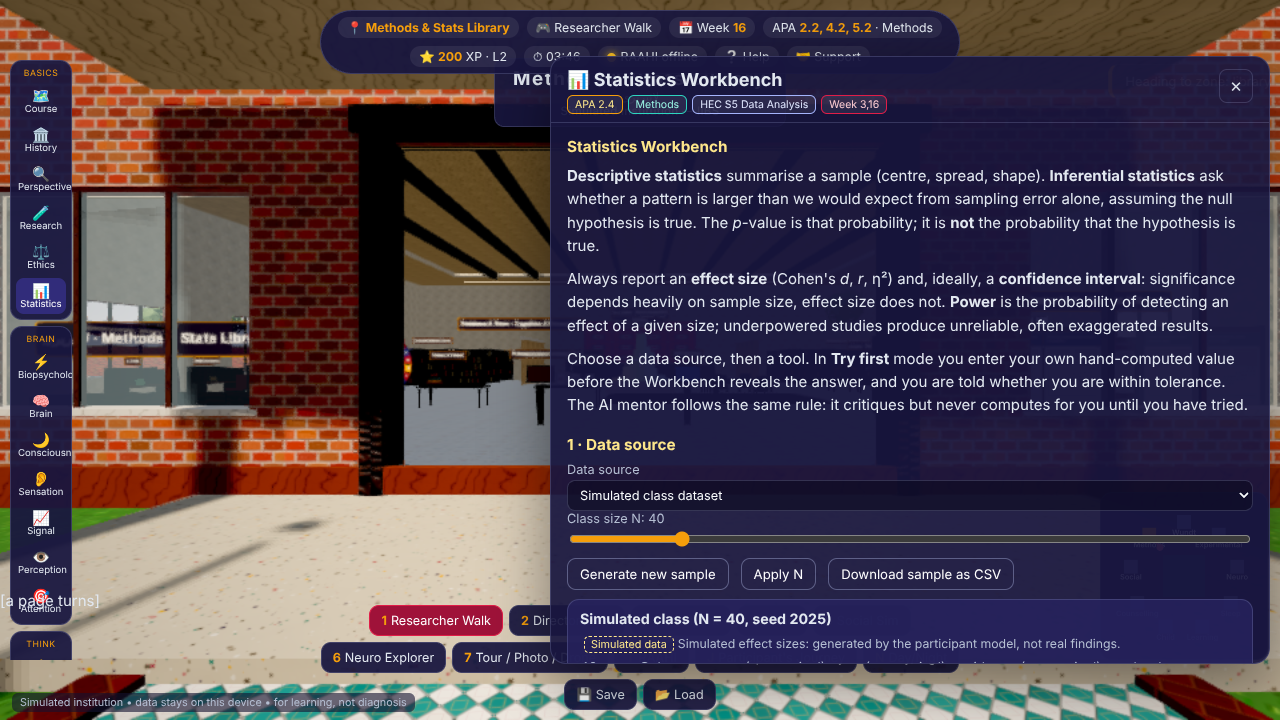 📍 Methods & Stats Library
🎮 Researcher Walk
📅 Week 16
APA 2.2, 4.2, 5.2 · Methods
⭐ 200 XP · L2
⏱ 03:46
Help
Support
BASICS
Course
History
Perspective
Research
Ethics
Statistics
BRAIN
Biopsycholo
Brain
Consciousn
Sensation
Signal
Perception
Attention
THINK
[a page turns]
📊 Statistics Workbench
✕
APA 2.4
Methods
HEC S5 Data Analysis
Week 3,16
Statistics Workbench
Descriptive statistics summarise a sample (centre, spread, shape). Inferential statistics ask
whether a pattern is larger than we would expect from sampling error alone, assuming the null
hypothesis is true. The p-value is that probability; it is not the probability that the hypothesis is
true.
Always report an effect size (Cohen's d, r, η²) and, ideally, a confidence interval: significance
depends heavily on sample size, effect size does not. Power is the probability of detecting an
effect of a given size; underpowered studies produce unreliable, often exaggerated results.
Choose a data source, then a tool. In Try first mode you enter your own hand-computed value
before the Workbench reveals the answer, and you are told whether you are within tolerance.
The AI mentor follows the same rule: it critiques but never computes for you until you have tried.
1 · Data source
Data source
Simulated class dataset
Class size N: 40
Generate new sample
Apply N
Download sample as CSV
Simulated class (N = 40, seed 2025)
Simulated data Simulated effect sizes: generated by the participant model, not real findings.
1 Researcher Walk
2 Dire
6 Neuro Explorer
7 Tour / Photo /
💾 Save
📂 Load
Simulated institution • data stays on this device • for learning, not diagnosis